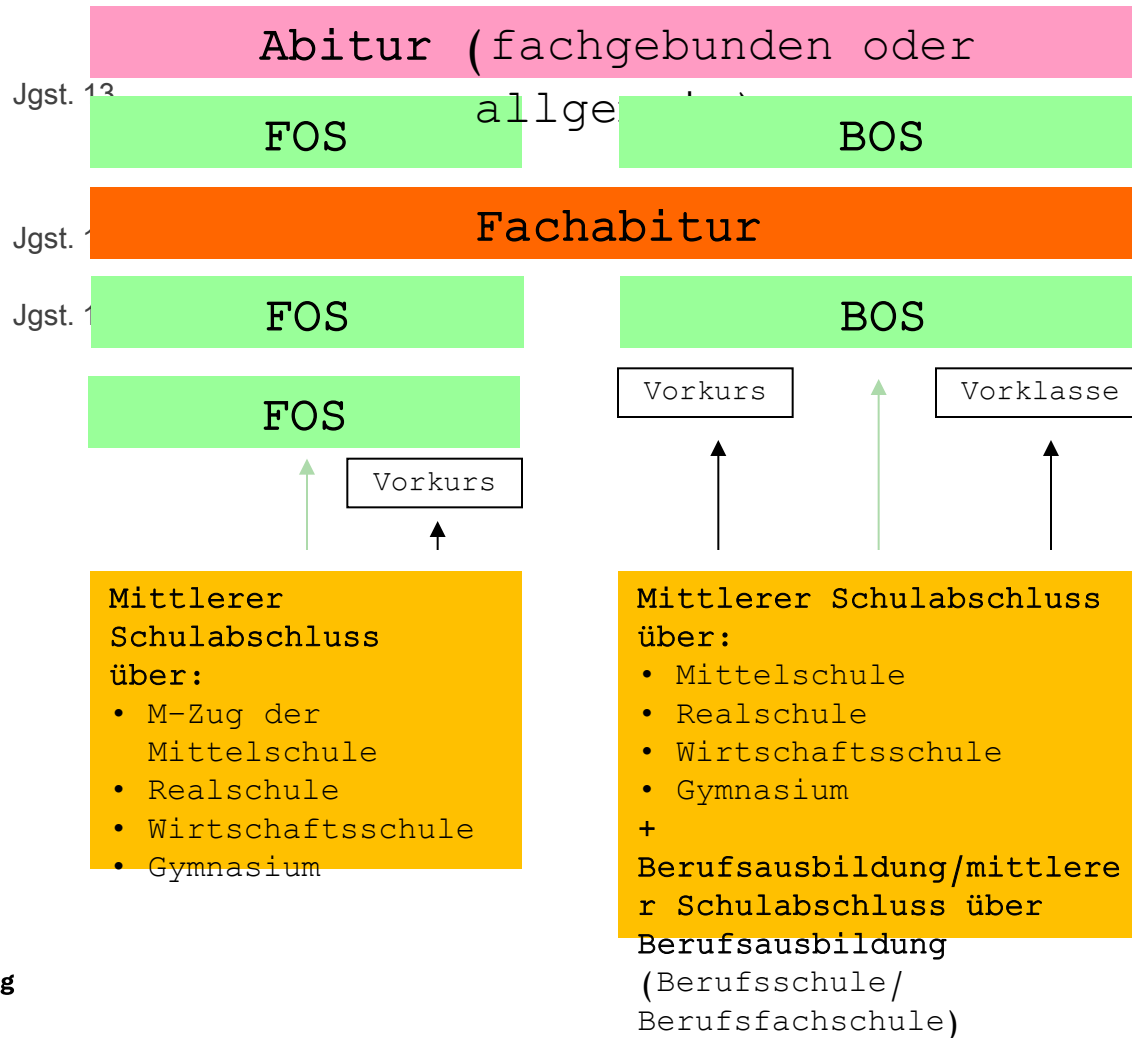 Abitur (fachgebunden oder
Jgst. 13
FOS
BOS
Fachabitur
Jgst.
Jgst.
FOS
BOS
Vorkurs
Vorklasse
FOS
Vorkurs
Mittlerer
Schulabschluss
über:
• M-Zug der
Mittelschule
• Realschule
• Wirtschaftsschule
• Gymnasium
Mittlerer Schulabschluss
über:
• Mittelschule
• Realschule
• Wirtschaftsschule
• Gymnasium
+
Berufsausbildung/mittlere
r Schulabschluss über
Berufsausbildung
(Berufsschule/
Berufsfachschule)
g